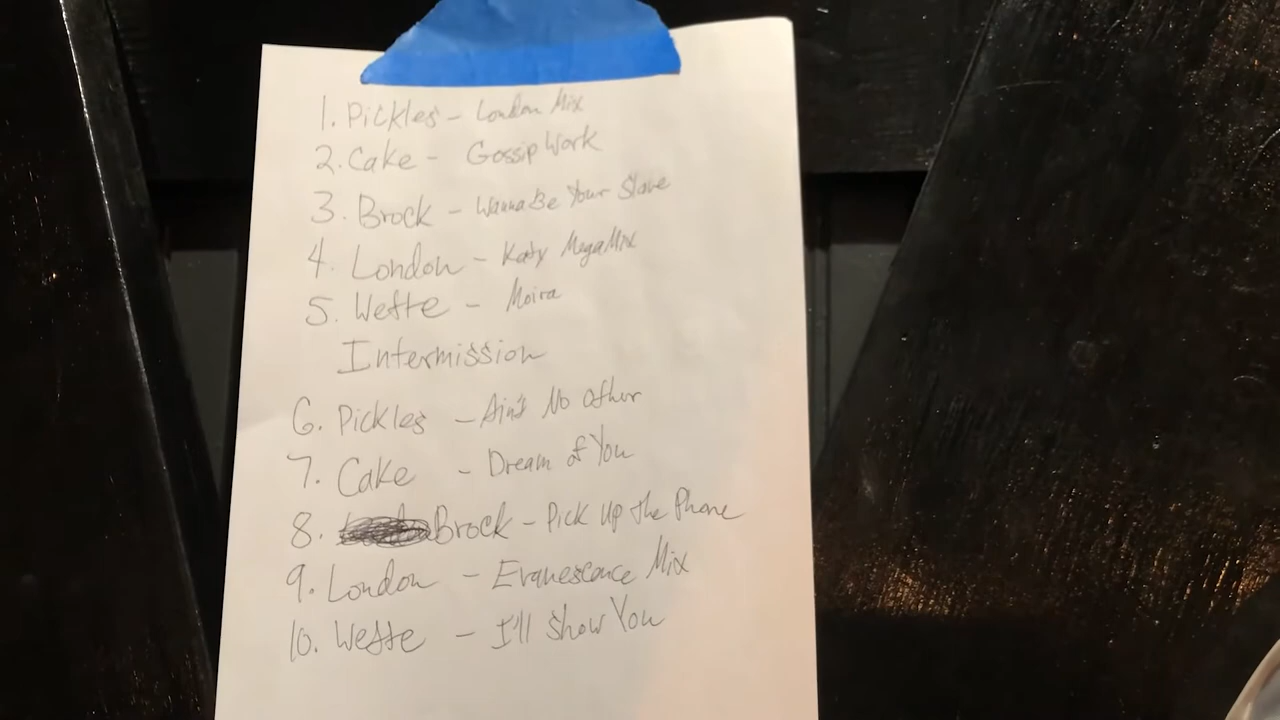 1. Pickles - London Mix
2. Cake - Gossip Work
3. Brock - Wanna Be Your Slave
4. London - Katy MegaMix
5. Wette - Moira
Intermission
6. Pickles - Ain't No Other
7. Cake - Dream of You
8. Brock - Pick Up the Phone
9. London - Evanescence Mix
10. Wette - I'll Show You